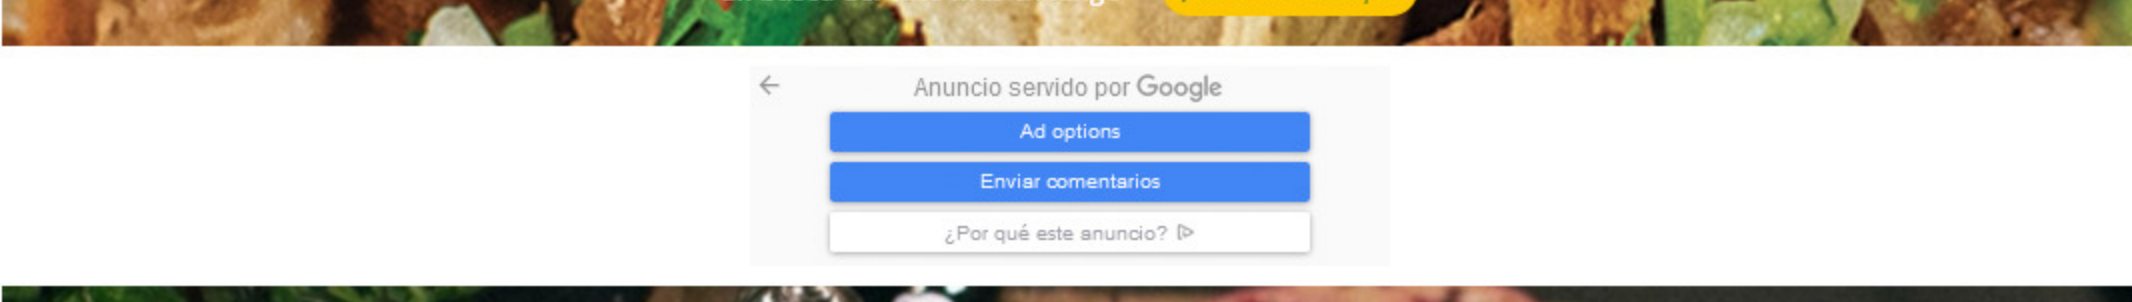 Anuncio servido por Google
Ad options
Enviar comentarios
¿Por qué este anuncio?